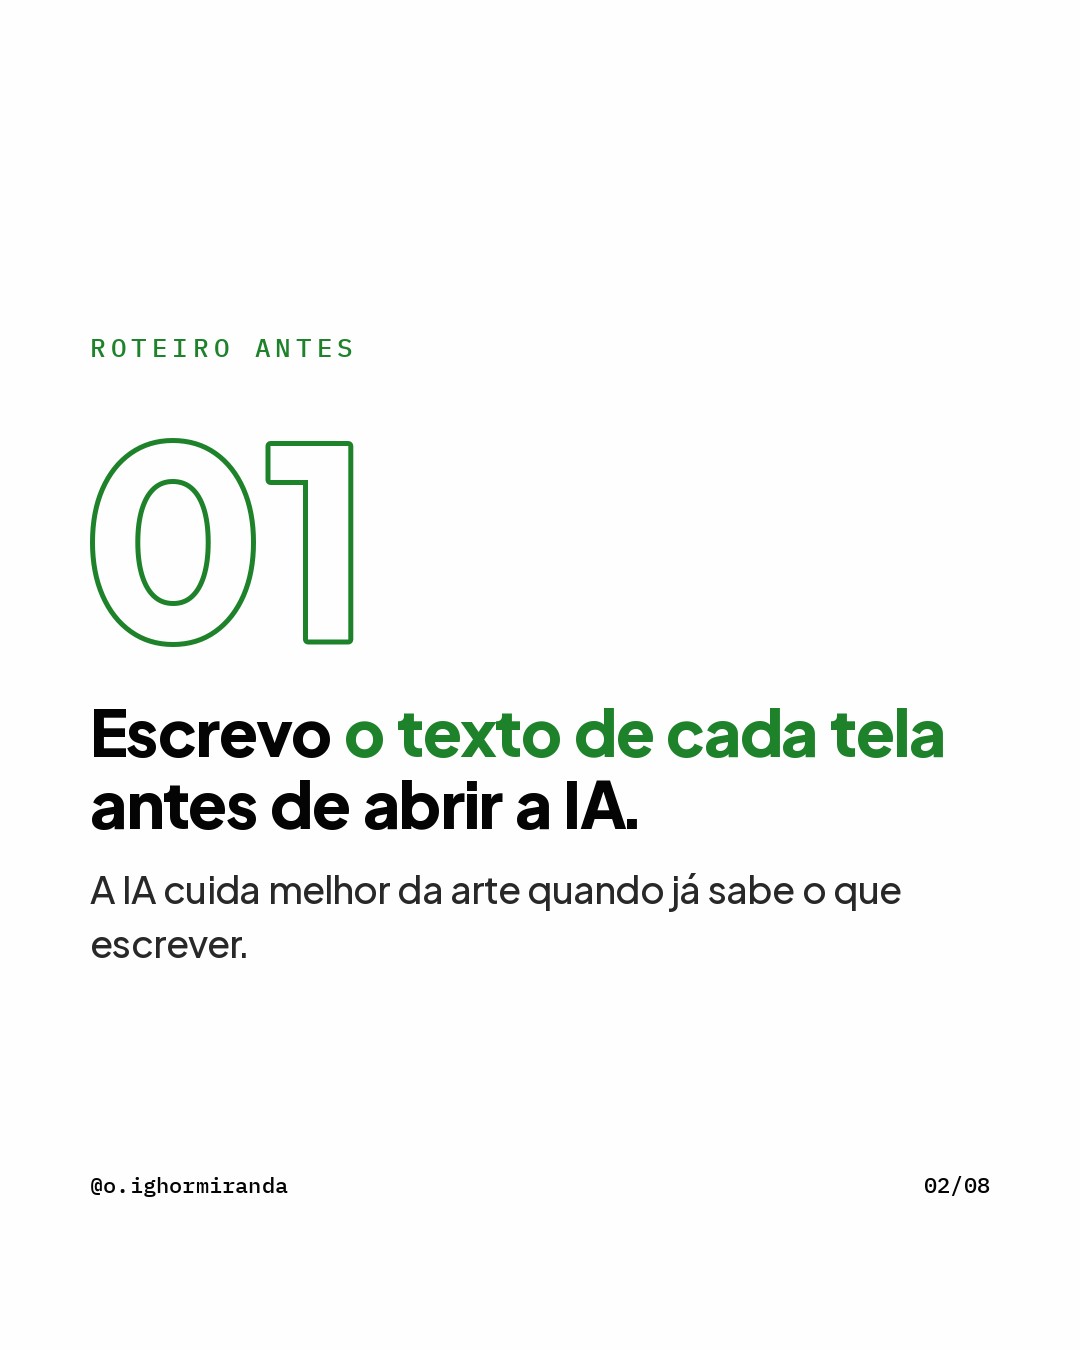 ROTEIRO ANTES
01
Escrevo o texto de cada tela
antes de abrir a IA.
A IA cuida melhor da arte quando já sabe o que
escrever.
@o.ighormiranda
02/08